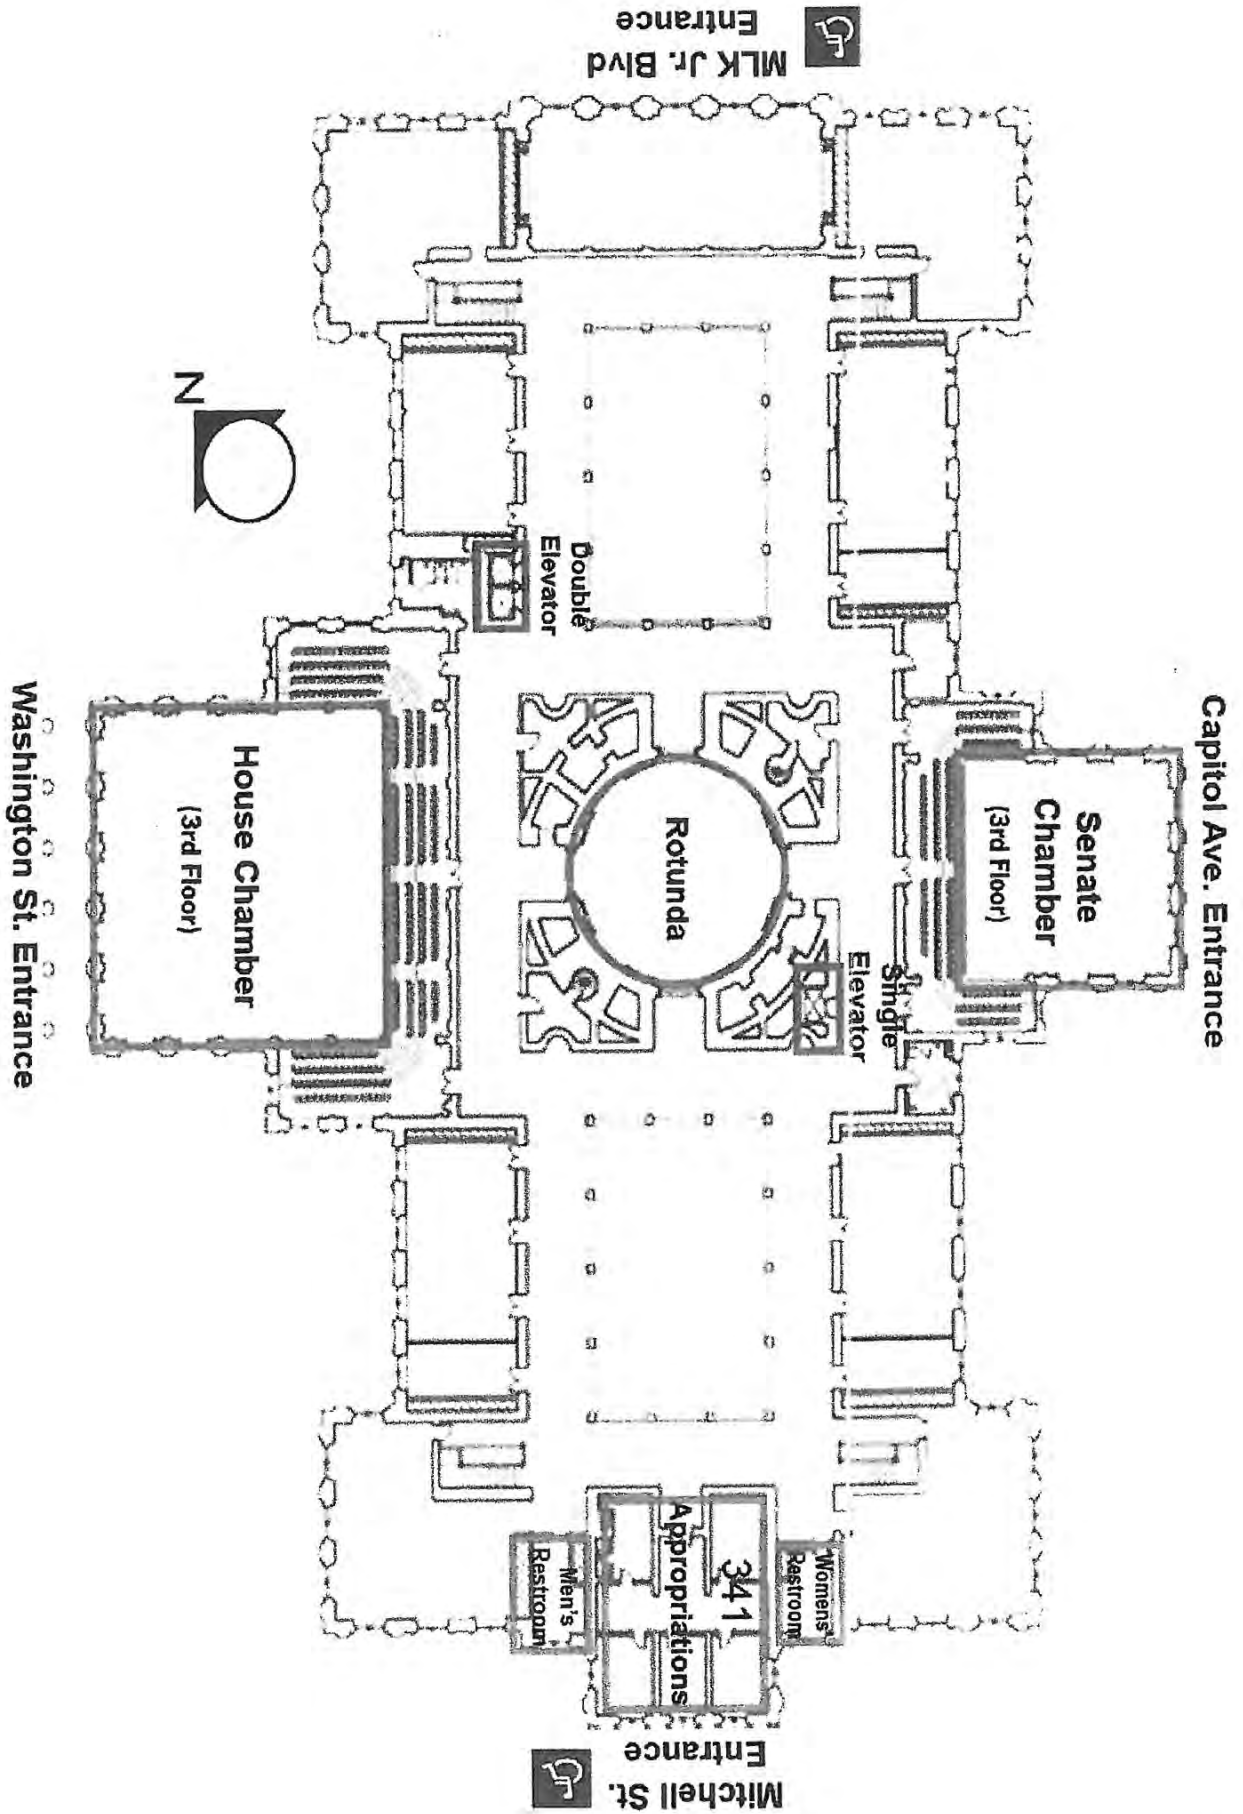 MLK Jr. Blvd
Entrance
N
Double
Elevator
Capitol Ave. Entrance
Senate
Chamber
(3rd Floor)
Rotunda
House Chamber
(3rd Floor)
Washington St. Entrance
Single
Elevator
341
Appropriations
Womens
Restroom
Men's
Restroom
Mitchell St.
Entrance